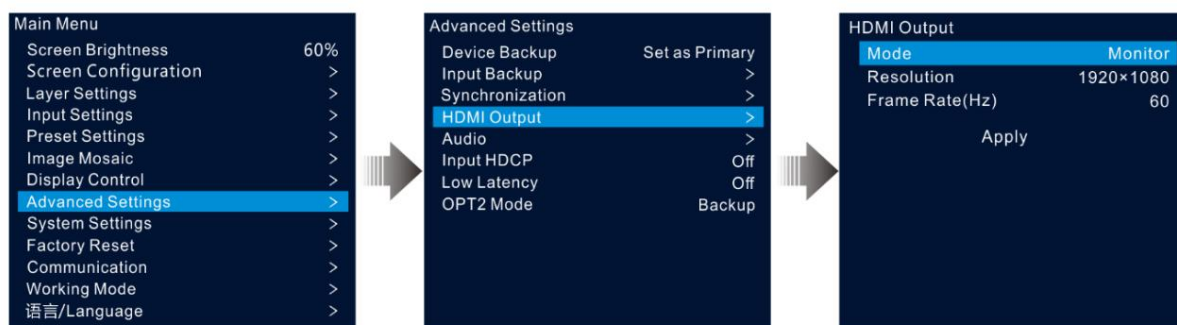 Main Menu
Screen Brightness 60%
Screen Configuration >
Layer Settings >
Input Settings >
Preset Settings >
Image Mosaic >
Display Control >
Advanced Settings >
System Settings >
Factory Reset >
Communication >
Working Mode >
语言/Language >
Advanced Settings
Device Backup Set as Primary
Input Backup >
Synchronization >
HDMI Output >
Audio >
Input HDCP Off
Low Latency Off
OPT2 Mode Backup
HDMI Output
Mode Monitor
Resolution 1920×1080
Frame Rate(Hz) 60
Apply